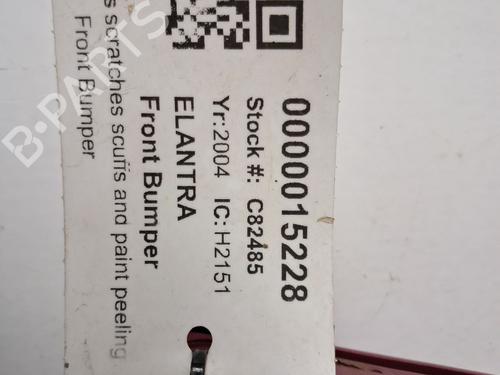 0000015228
Stock #: C82485
Yr:2004 IC:H2151
ELANTRA
Front Bumper
s scratches scuffs and paint peeling
Front Bumper
B-PARTS